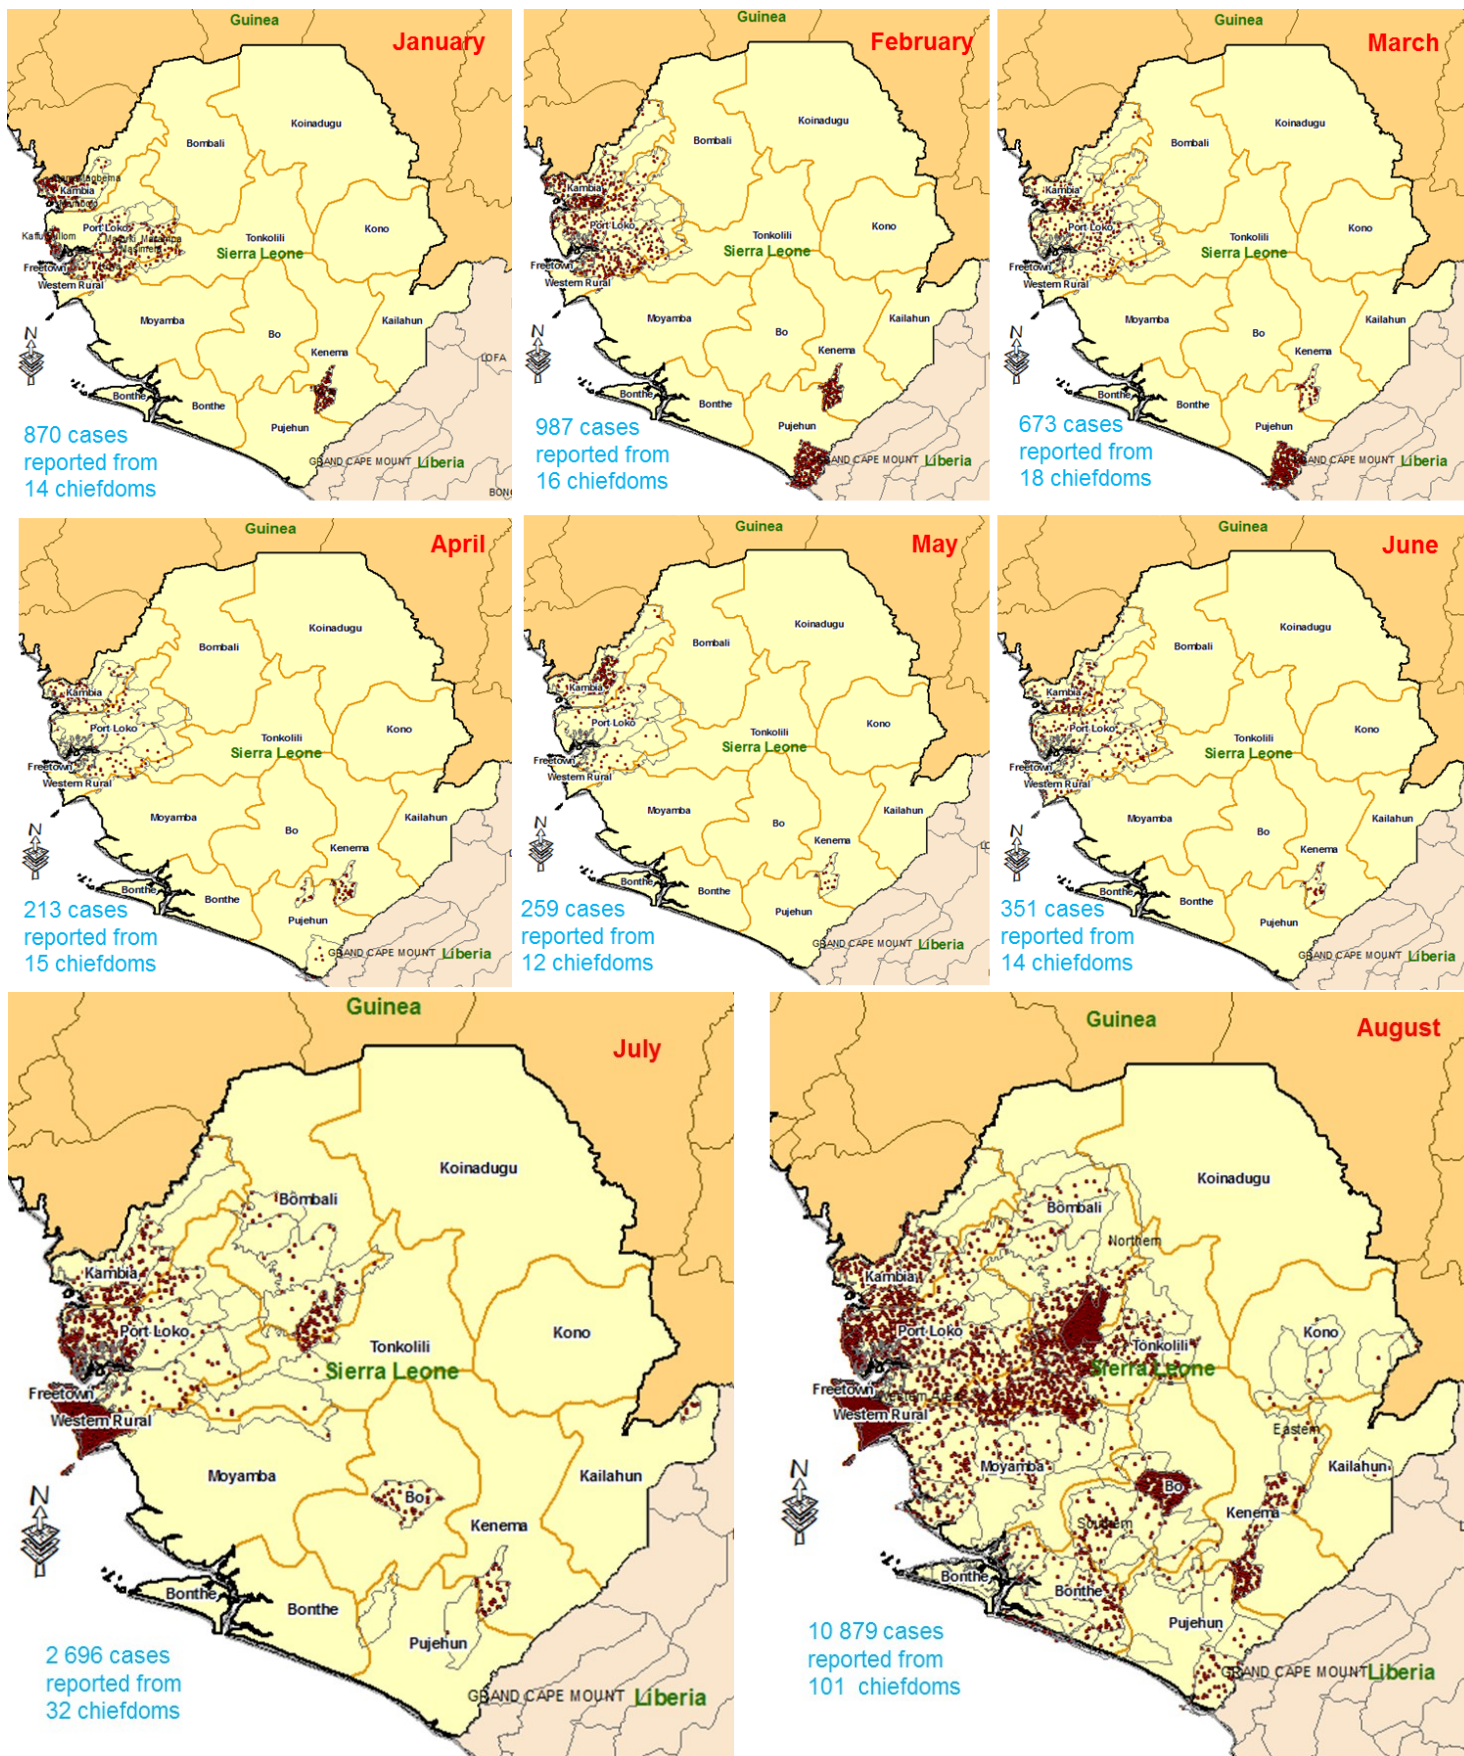 Guinea
January
Koinadugu
Bombali
Kambia
Port Loko
Kono
Tonkolili
Sierra Leone
Freetown
Western Rural
Moyamba
Kailahun
Bo
Kenema
LOFA
Bonthe
Bonthe
Pujehun
870 cases
reported from
14 chiefdoms
GRAND CAPE MOUNT
Liberia
Guinea
February
Koinadugu
Bombali
Kambia
Port Loko
Kono
Tonkolili
Sierra Leone
Freetown
Western Rural
Moyamba
Kailahun
Bo
Kenema
Bonthe
Bonthe
Pujehun
987 cases
reported from
16 chiefdoms
CAPE MOUNT
Liberia
Guinea
March
Koinadugu
Bombali
Kambia
Port Loko
Kono
Tonkolili
Sierra Leone
Freetown
Western Rural
Moyamba
Kailahun
Bo
Kenema
Bonthe
Bonthe
Pujehun
673 cases
reported from
18 chiefdoms
CAPE MOUNT
Liberia
Guinea
April
Koinadugu
Bombali
Kambia
Port Loko
Kono
Tonkolili
Sierra Leone
Freetown
Western Rural
Moyamba
Kailahun
Bo
Kenema
Bonthe
Bonthe
Pujehun
213 cases
reported from
15 chiefdoms
GRAND CAPE MOUNT
Liberia
Guinea
May
Koinadugu
Bombali
Kambia
Port Loko
Kono
Tonkolili
Sierra Leone
Freetown
Western Rural
Moyamba
Kailahun
Bo
Kenema
Bonthe
Bonthe
Pujehun
259 cases
reported from
12 chiefdoms
GRAND CAPE MOUNT
Liberia
Guinea
June
Koinadugu
Bombali
Kambia
Port Loko
Kono
Tonkolili
Sierra Leone
Freetown
Western Rural
Moyamba
Kailahun
Bo
Kenema
Bonthe
Bonthe
Pujehun
351 cases
reported from
14 chiefdoms
GRAND CAPE MOUNT
Liberia
Guinea
July
Koinadugu
Bombali
Kambia
Port Loko
Kono
Tonkolili
Sierra Leone
Freetown
Western Rural
Moyamba
Kailahun
Bo
Kenema
Bonthe
Bonthe
Pujehun
2 696 cases
reported from
32 chiefdoms
GRAND CAPE MOUNT
Liberia
Guinea
August
Koinadugu
Bombali
Northern
Kambia
Port Loko
Kono
Tonkolili
Sierra Leone
Freetown
Western Area
Western Rural
Eastern
Moyamba
Kailahun
Bo
Kenema
Southern
Bonthe
Bonthe
Pujehun
10 879 cases
reported from
101 chiefdoms
GRAND CAPE MOUNT
Liberia